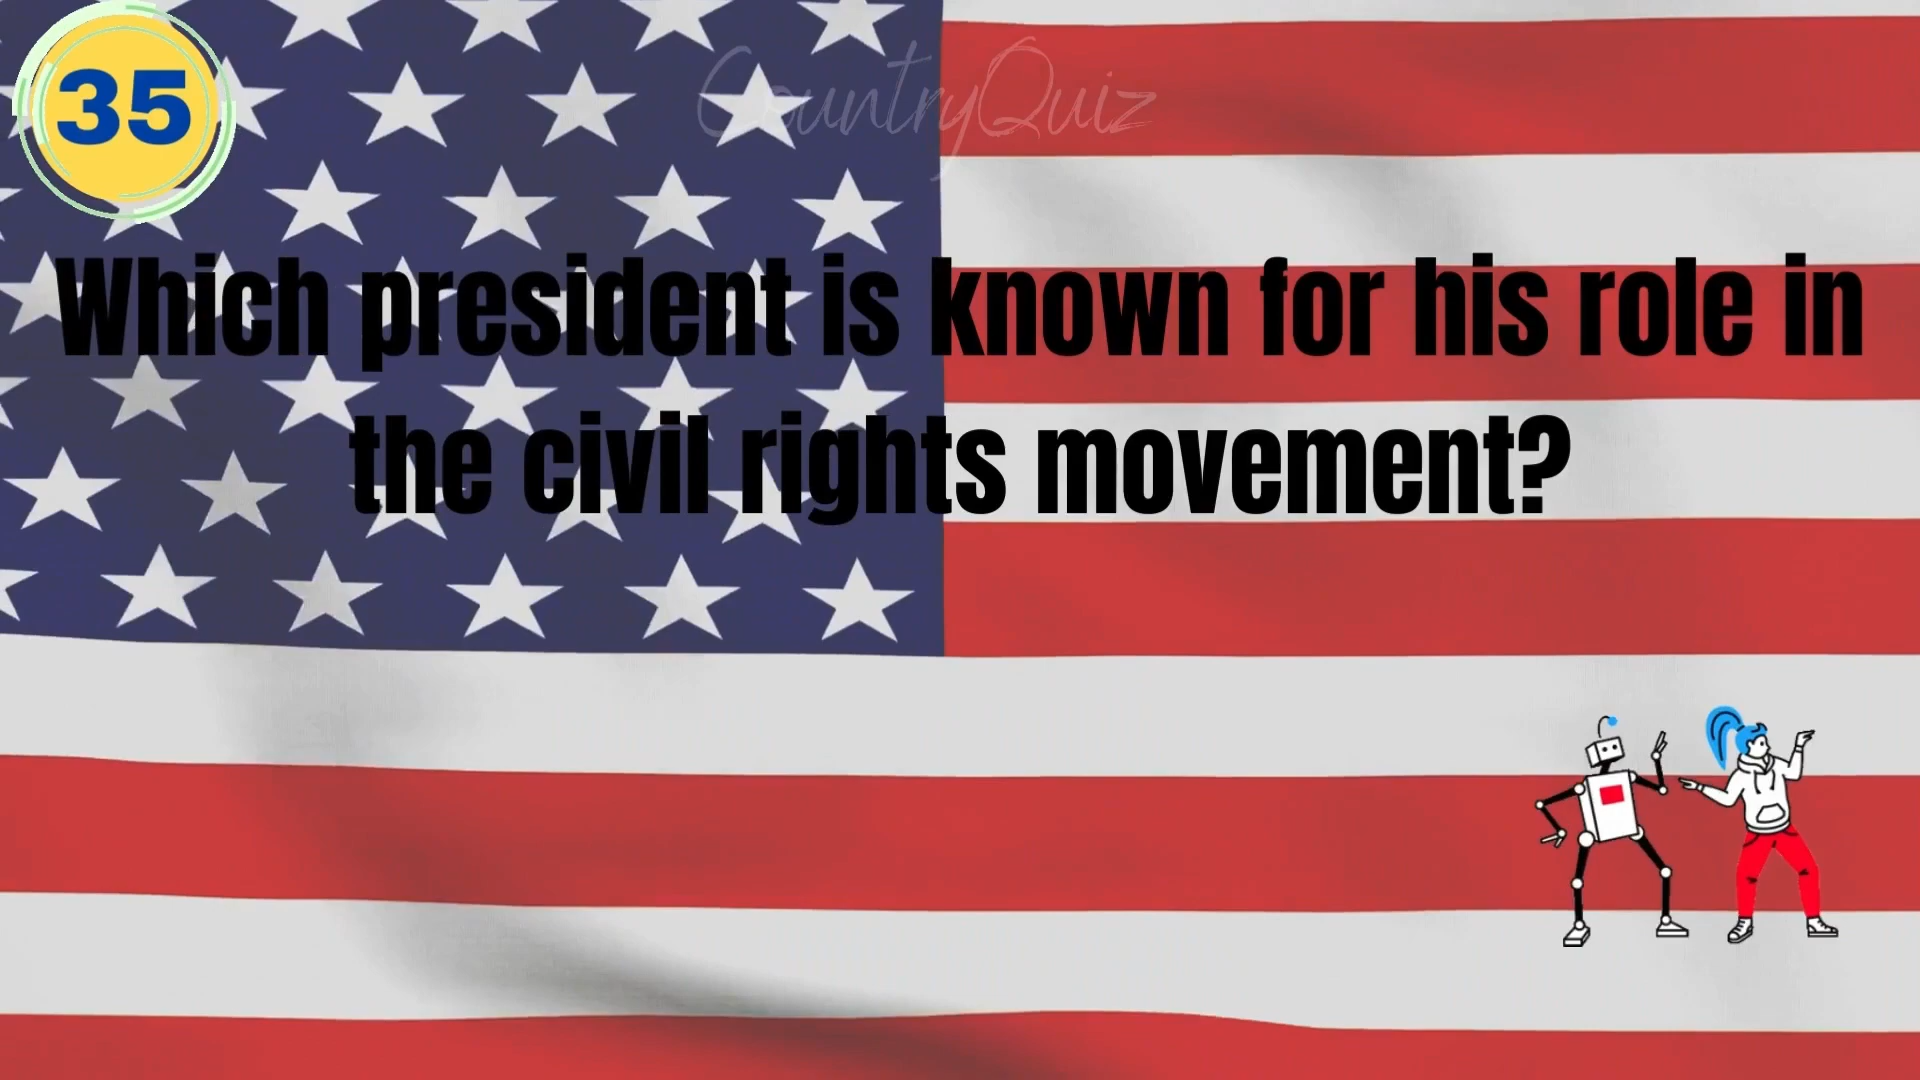 35
CountryQuiz
Which president is known for his role in
the civil rights movement?